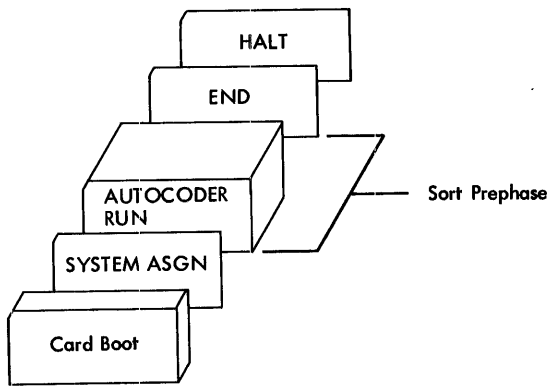 HALT
END
AUTOCODER
RUN
Sort Prephase
SYSTEM ASGN
Card Boot